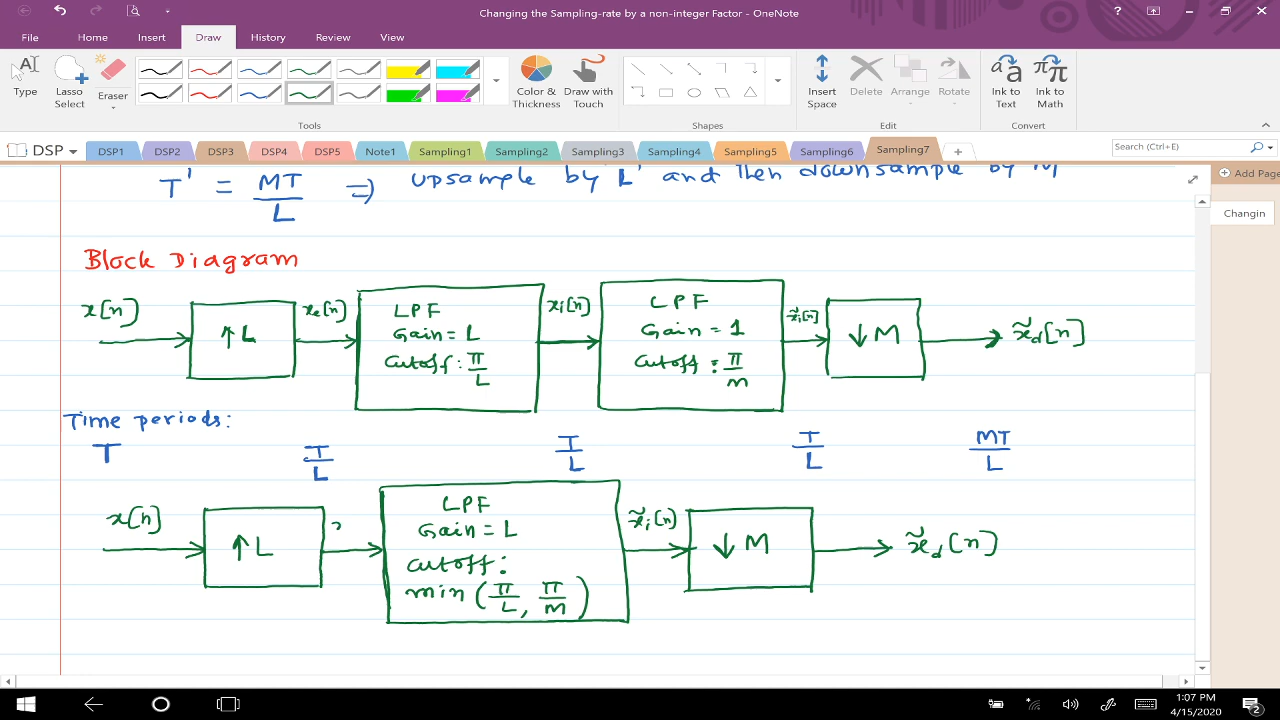 Changing the Sampling-rate by a non-integer Factor - OneNote
File Home Insert Draw History Review View
Type Lasso Select Eraser Color & Thickness Draw with Touch Insert Space Delete Arrange Rotate Ink to Text Ink to Math
Tools Shapes Edit Convert
DSP DSP1 DSP2 DSP3 DSP4 DSP5 Note1 Sampling1 Sampling2 Sampling3 Sampling4 Sampling5 Sampling6 Sampling7 Search (Ctrl+E)
Add Page
Changin
T' = MT/L ⇒ upsample by 'L' and then downsample by M
Block Diagram
x[n] ↑L xe[n] LPF Gain = L Cutoff: π/L xi[n] LPF Gain = 1 Cutoff: π/M x̃i[n] ↓M x̃d[n]
Time periods:
T T/L T/L T/L MT/L
x[n] ↑L LPF Gain = L Cutoff: min(π/L, π/M) x̃i[n] ↓M x̃d[n]
1:07 PM
4/15/2020
2